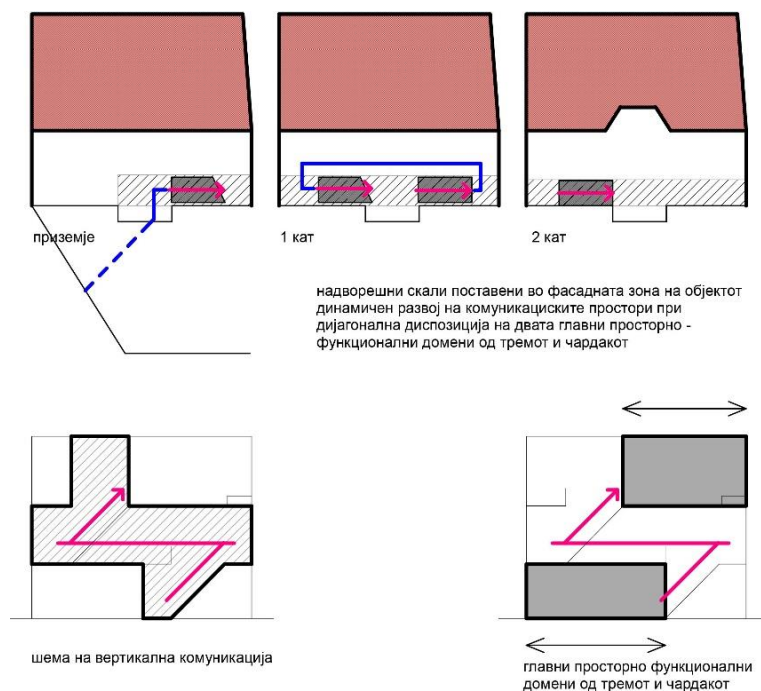 приземје
1 кат
2 кат
надворешни скали поставени во фасадната зона на објектот
динамичен развој на комуникациските простори при
дијагонална диспозиција на двата главни просторно -
функционални домени од тремот и чардакот
шема на вертикална комуникација
главни просторно функционални
домени од тремот и чардакот